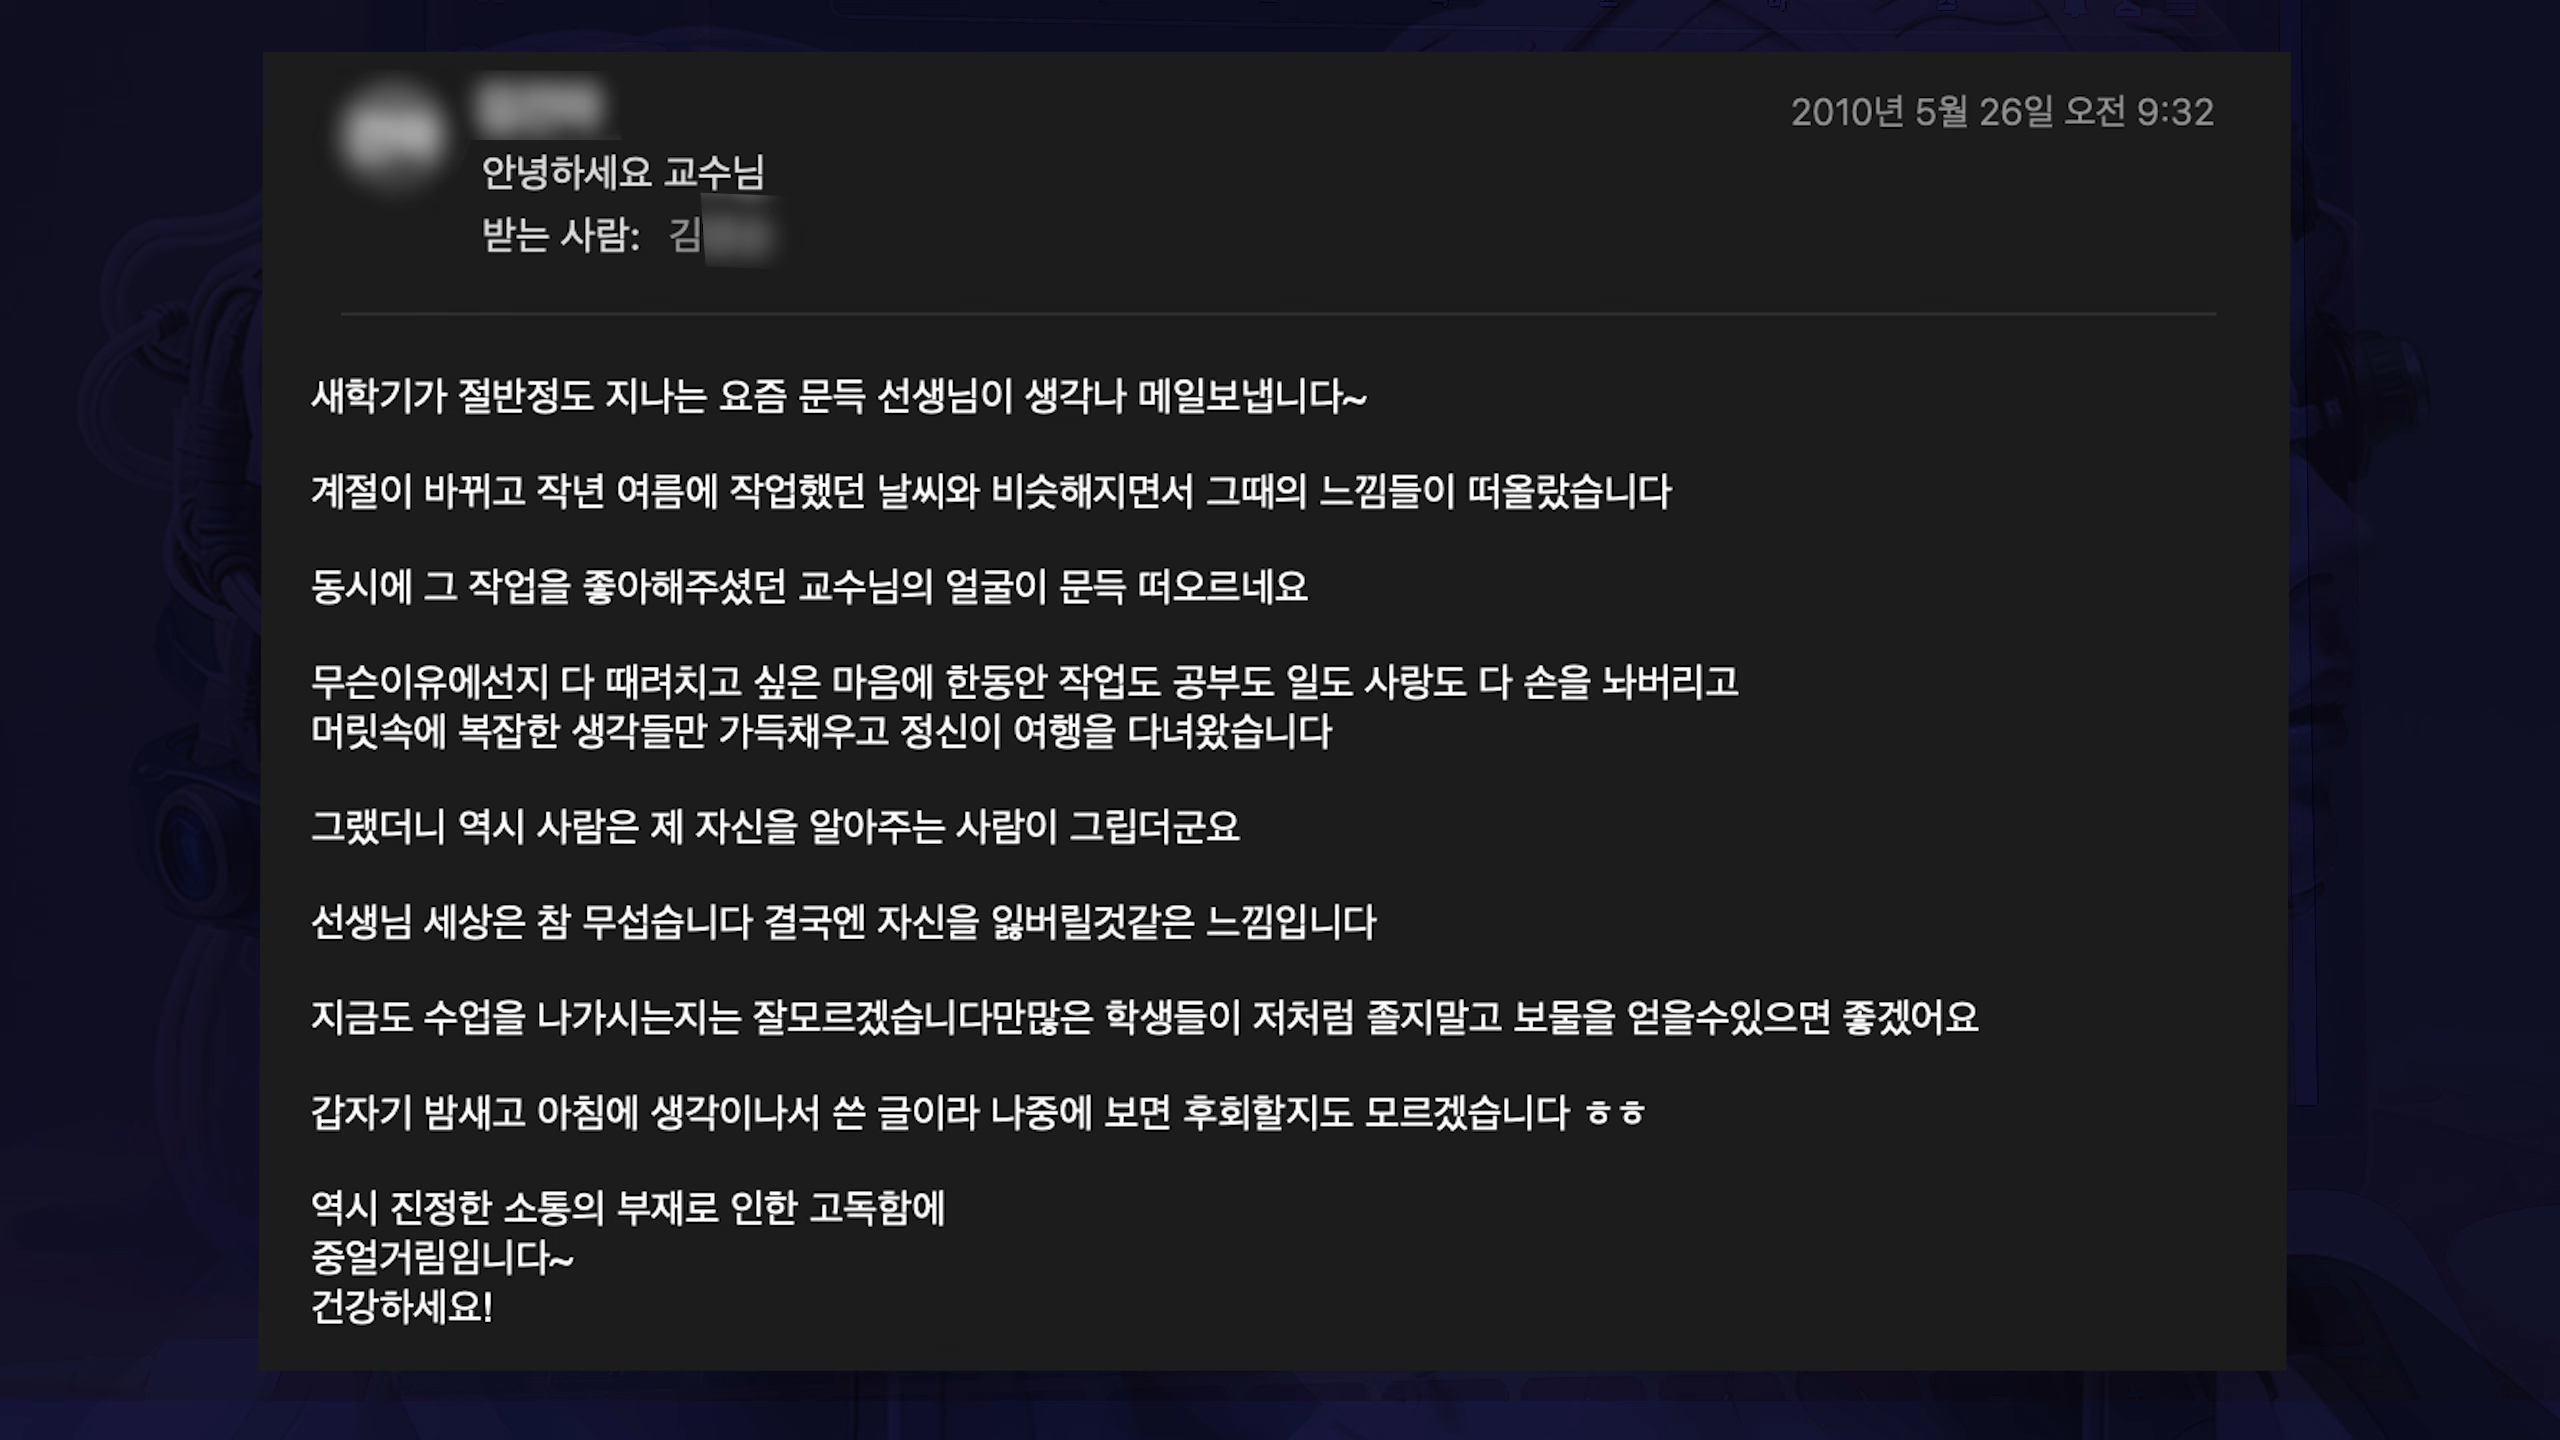 2010년 5월 26일 오전 9:32
안녕하세요 교수님
받는 사람: 김
새학기가 절반정도 지나는 요즘 문득 선생님이 생각나 메일보냅니다~
계절이 바뀌고 작년 여름에 작업했던 날씨와 비슷해지면서 그때의 느낌들이 떠올랐습니다
동시에 그 작업을 좋아해주셨던 교수님의 얼굴이 문득 떠오르네요
무슨이유에선지 다 때려치고 싶은 마음에 한동안 작업도 공부도 일도 사랑도 다 손을 놔버리고
머릿속에 복잡한 생각들만 가득채우고 정신이 여행을 다녀왔습니다
그랬더니 역시 사람은 제 자신을 알아주는 사람이 그립더군요
선생님 세상은 참 무섭습니다 결국엔 자신을 잃버릴것같은 느낌입니다
지금도 수업을 나가시는지는 잘모르겠습니다만많은 학생들이 저처럼 졸지말고 보물을 얻을수있으면 좋겠어요
갑자기 밤새고 아침에 생각이나서 쓴 글이라 나중에 보면 후회할지도 모르겠습니다 ㅎㅎ
역시 진정한 소통의 부재로 인한 고독함에
중얼거림임니다~
건강하세요!